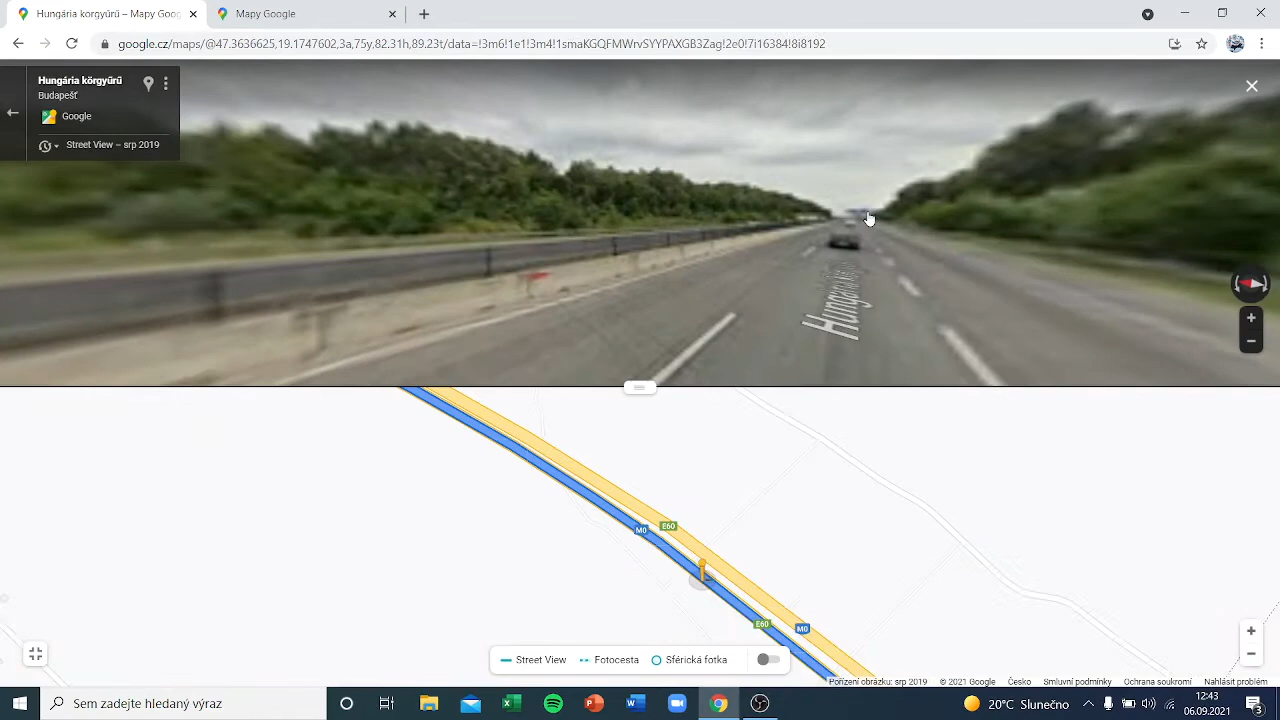 Hungária körgyűrű – Mapy Goo
Mapy Google
google.cz/maps/@47.3636625,19.1747602,3a,75y,82.31h,89.23t/data=!3m6!1e1!3m4!1smaKGQFMWrvSYYPAXGB3Zag!2e0!7i16384!8i8192
Hungária körgyűrű
Budapešť
Google
Street View – srp 2019
M0
E60
E60
M0
Street View
Fotocesta
Sférická fotka
Pořízení obrázku: srp 2019
© 2021 Google
Česko
Smluvní podmínky
Ochrana soukromí
Nahlásit problém
Sem zadejte hledaný výraz
20°C Slunečno
12:43
06.09.2021
3